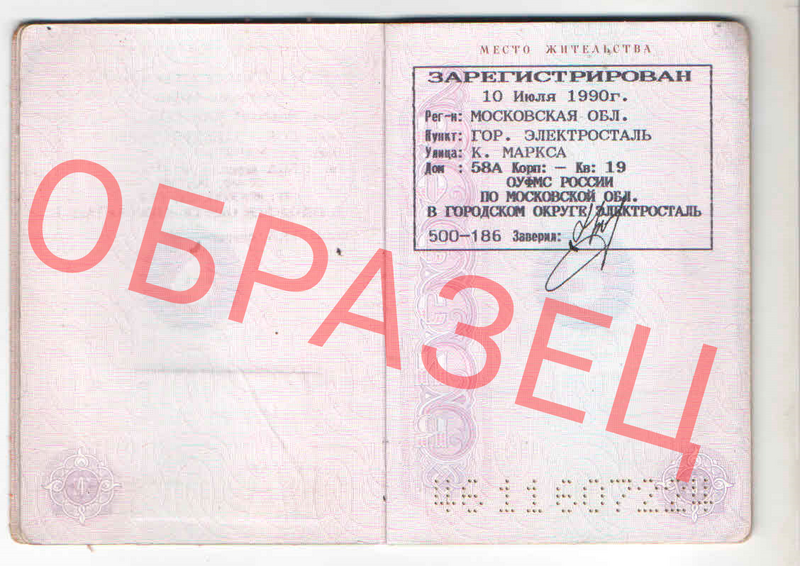 МЕСТО ЖИТЕЛЬСТВА
ЗАРЕГИСТРИРОВАН
10 Июля 1990г.
Рег-н: МОСКОВСКАЯ ОБЛ.
Пункт: ГОР. ЭЛЕКТРОСТАЛЬ
Улица: К. МАРКСА
Дом : 58А Корп: – Кв: 19
ОУФМС РОССИИ
ПО МОСКОВСКОЙ ОБЛ.
В ГОРОДСКОМ ОКРУГЕ ЭЛЕКТРОСТАЛЬ
500-186 Заверил:
ОБРАЗЕЦ